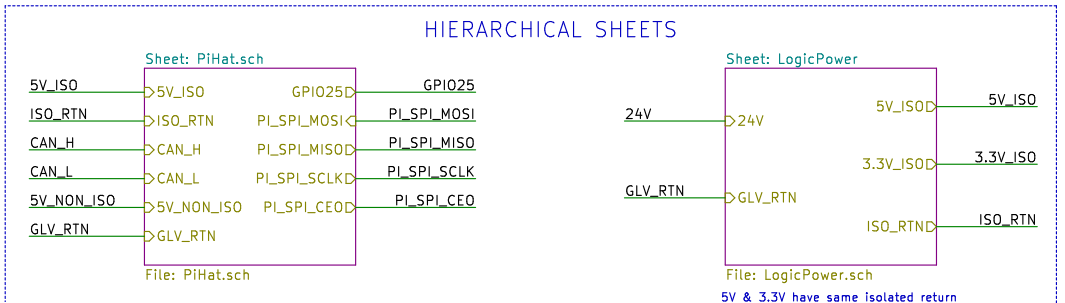 HIERARCHICAL SHEETS
Sheet: PiHat.sch
5V_ISO 5V_ISO GPIO25 GPIO25
ISO_RTN ISO_RTN PI_SPI_MOSI PI_SPI_MOSI
CAN_H CAN_H PI_SPI_MISO PI_SPI_MISO
CAN_L CAN_L PI_SPI_SCLK PI_SPI_SCLK
5V_NON_ISO 5V_NON_ISO PI_SPI_CEO PI_SPI_CEO
GLV_RTN GLV_RTN
File: PiHat.sch
Sheet: LogicPower
5V_ISO 5V_ISO
24V 24V
3.3V_ISO 3.3V_ISO
GLV_RTN GLV_RTN
ISO_RTN ISO_RTN
File: LogicPower.sch
5V & 3.3V have same isolated return